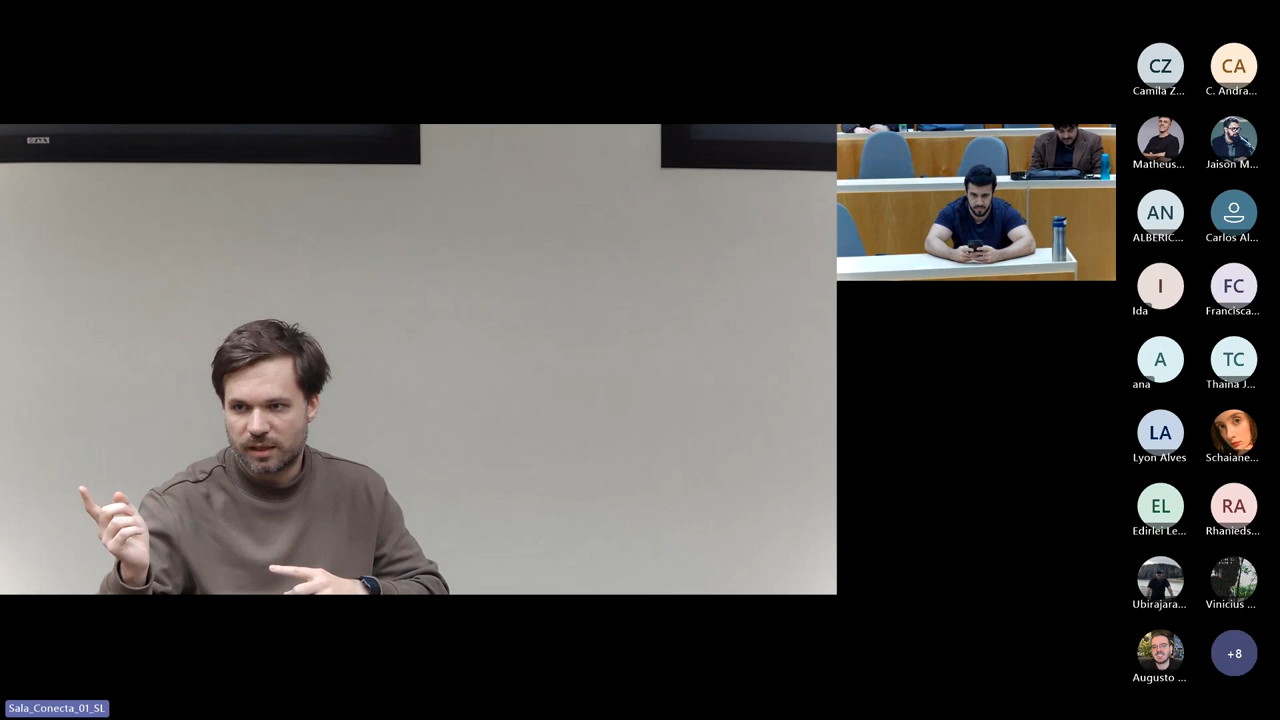 CZ
CA
Camila Z...
C. Andra...
Matheus...
Jaison M...
AN
ALBERIC...
Carlos Al...
I
FC
Ida
Francisca...
A
TC
ana
Thaina J...
LA
Lyon Alves
Schaiane...
EL
RA
Edirlei Le...
Rhanieds...
Ubirajara...
Vinicius ...
+8
Augusto ...
Sala_Conecta_01_SL